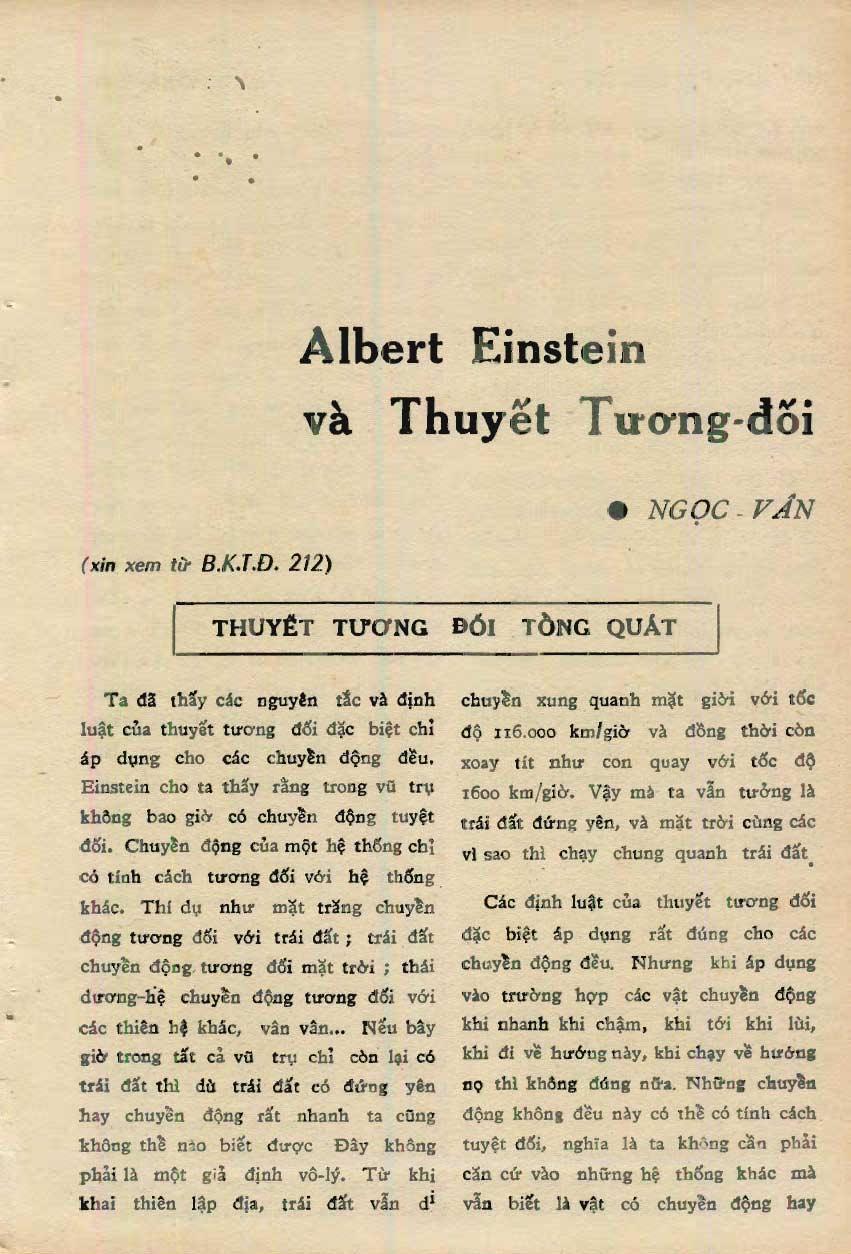 Albert Einstein
và Thuyết Tương-đối
● NGỌC - VÂN
(xin xem từ B.K.T.Đ. 212)
THUYẾT TƯƠNG ĐỐI TỔNG QUÁT
Ta đã thấy các nguyên tắc và định
luật của thuyết tương đối đặc biệt chỉ
áp dụng cho các chuyển động đều.
Einstein cho ta thấy rằng trong vũ trụ
không bao giờ có chuyển động tuyệt
đối. Chuyển động của một hệ thống chỉ
có tính cách tương đối với hệ thống
khác. Thí dụ như mặt trăng chuyển
động tương đối với trái đất ; trái đất
chuyển động tương đối mặt trời ; thái
dương-hệ chuyển động tương đối với
các thiên hệ khác, vân vân... Nếu bây
giờ trong tất cả vũ trụ chỉ còn lại có
trái đất thì dù trái đất có đứng yên
hay chuyển động rất nhanh ta cũng
không thể nào biết được Đây không
phải là một giả định vô-lý. Từ khi
khai thiên lập địa, trái đất vẫn di
chuyển xung quanh mặt giời với tốc
độ 116.000 km/giờ và đồng thời còn
xoay tít như con quay với tốc độ
1600 km/giờ. Vậy mà ta vẫn tưởng là
trái đất đứng yên, và mặt trời cùng các
vì sao thì chạy chung quanh trái đất.
Các định luật của thuyết tương đối
đặc biệt áp dụng rất đúng cho các
chuyển động đều. Nhưng khi áp dụng
vào trường hợp các vật chuyển động
khi nhanh khi chậm, khi tới khi lùi,
khi đi về hướng này, khi chạy về hướng
nọ thì không đúng nữa. Những chuyển
động không đều này có thể có tính cách
tuyệt đối, nghĩa là ta không cần phải
căn cứ vào những hệ thống khác mà
vẫn biết là vật có chuyển động hay